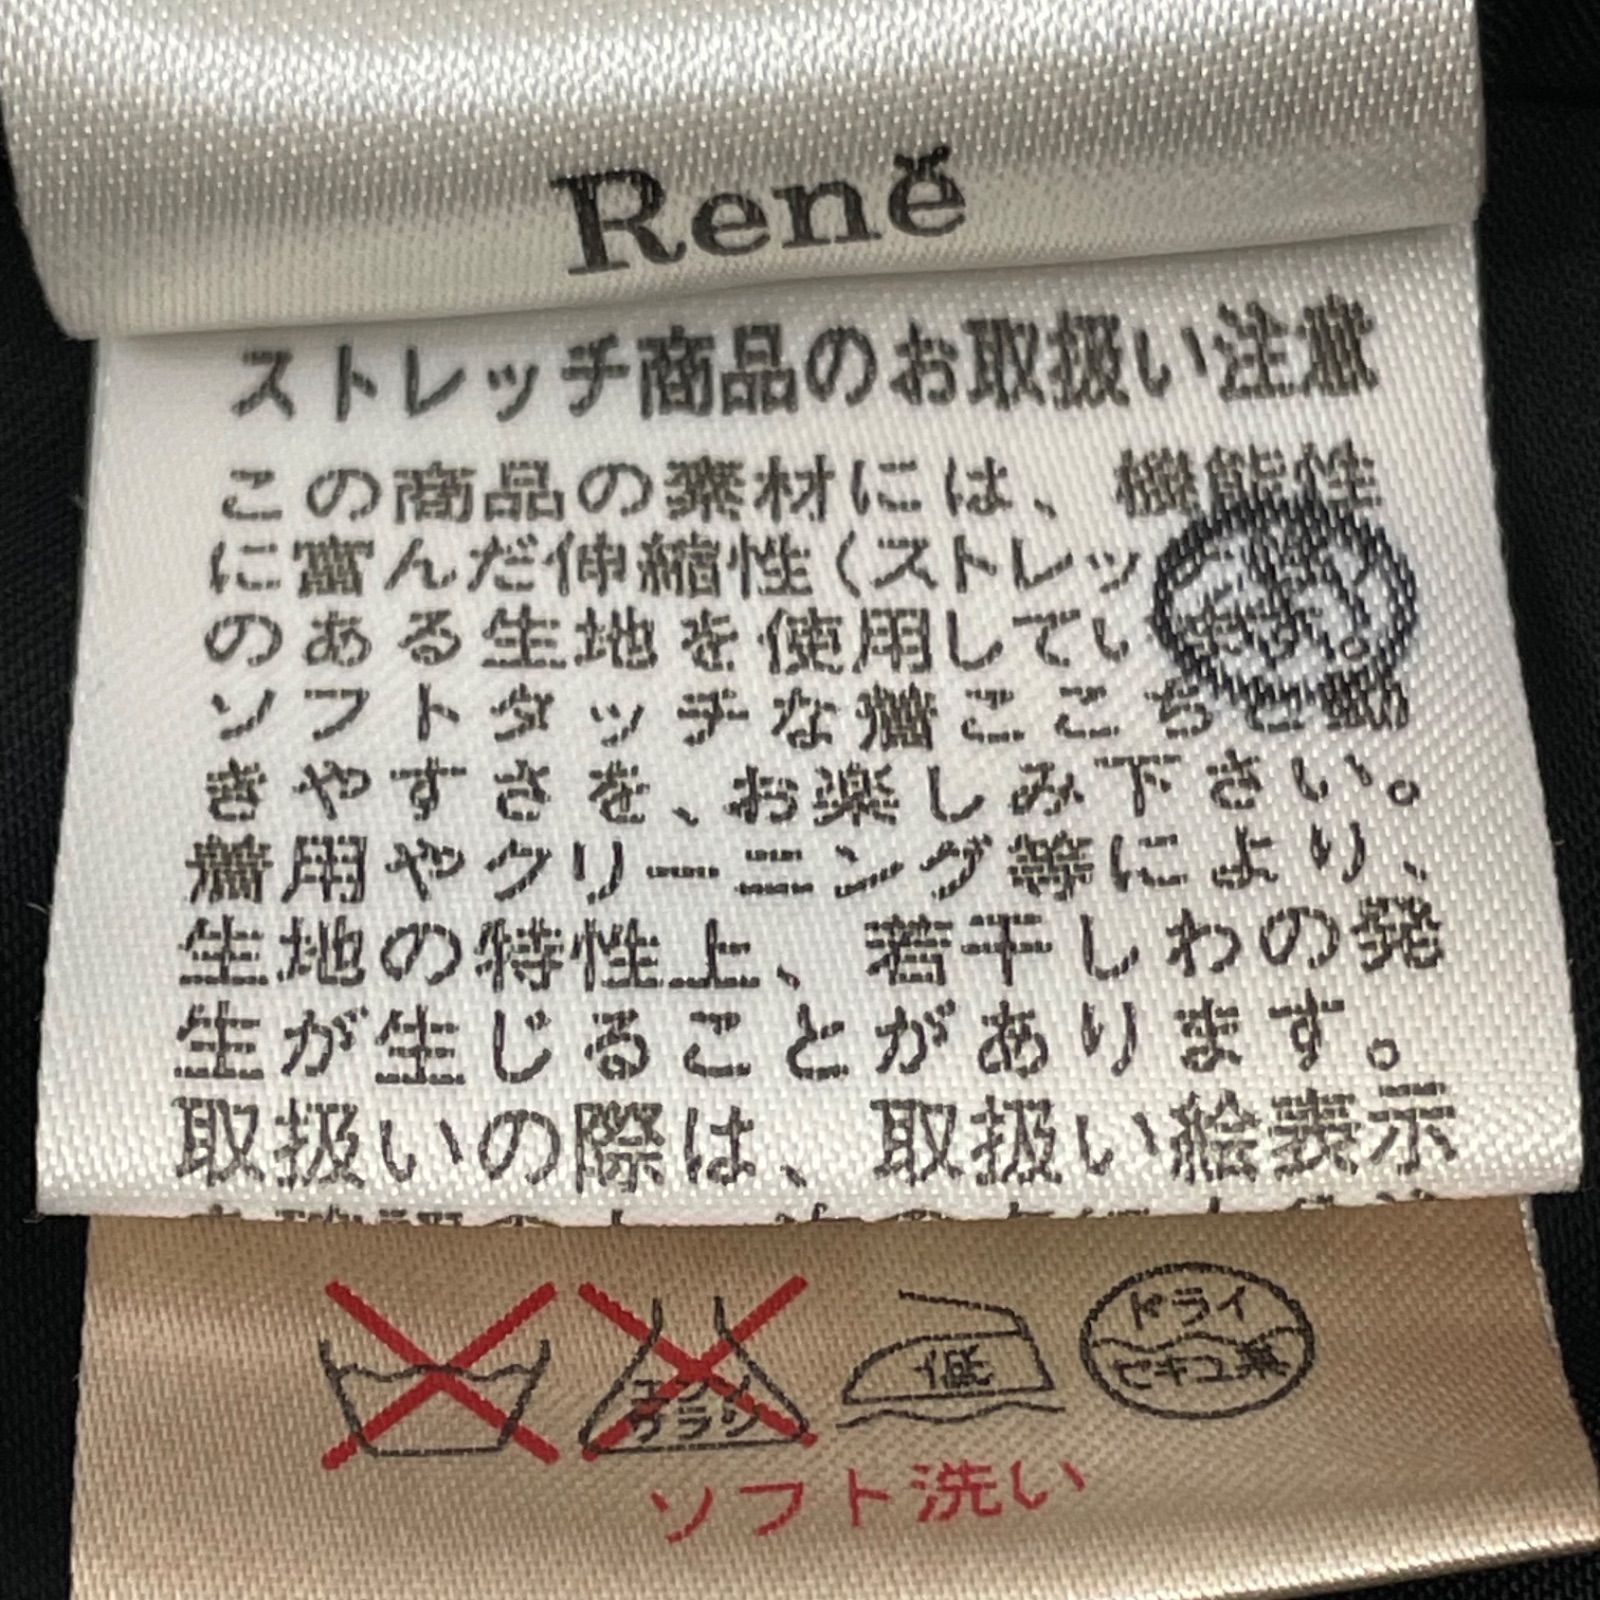 René
ストレッチ商品のお取扱い注意
この商品の素材には、機能性
に富んだ伸縮性(ストレッ
のある生地を使用しています。
ソフトタッチな着ここちと動
きやすさを、お楽しみ下さい。
着用やクリーニング等により、
生地の特性上、若干しわの発
生が生じることがあります。
取扱いの際は、取扱い絵表示
エンソ
サラシ
低
ドライ
セキユ系
ソフト洗い